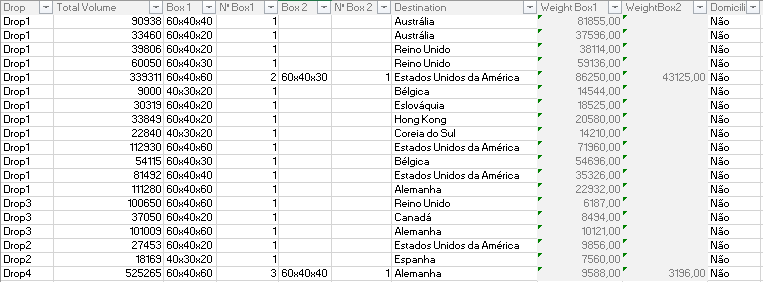 Drop Total Volume Box 1 Nº Box1 Box 2 Nº Box 2 Destination WeightBox1 WeightBox2 Domicili
Drop1 90938 60x40x40 1 Austrália 81855,00 Não
Drop1 33460 60x40x20 1 Austrália 37596,00 Não
Drop1 39806 60x40x20 1 Reino Unido 38114,00 Não
Drop1 60050 60x40x30 1 Reino Unido 59136,00 Não
Drop1 339311 60x40x60 2 60x40x30 1 Estados Unidos da América 86250,00 43125,00 Não
Drop1 9000 40x30x20 1 Bélgica 14544,00 Não
Drop1 30319 60x40x20 1 Eslováquia 18525,00 Não
Drop1 33849 60x40x20 1 Hong Kong 20580,00 Não
Drop1 22840 40x30x20 1 Coreia do Sul 14210,00 Não
Drop1 112930 60x40x60 1 Estados Unidos da América 71960,00 Não
Drop1 54115 60x40x30 1 Bélgica 54696,00 Não
Drop1 81492 60x40x40 1 Estados Unidos da América 35326,00 Não
Drop1 111280 60x40x60 1 Alemanha 22932,00 Não
Drop3 100650 60x40x60 1 Reino Unido 6187,00 Não
Drop3 37050 60x40x20 1 Canadá 8494,00 Não
Drop3 101009 60x40x60 1 Alemanha 10121,00 Não
Drop2 27453 60x40x20 1 Estados Unidos da América 9856,00 Não
Drop2 18169 40x30x20 1 Espanha 7560,00 Não
Drop4 525265 60x40x60 3 60x40x40 1 Alemanha 9588,00 3196,00 Não